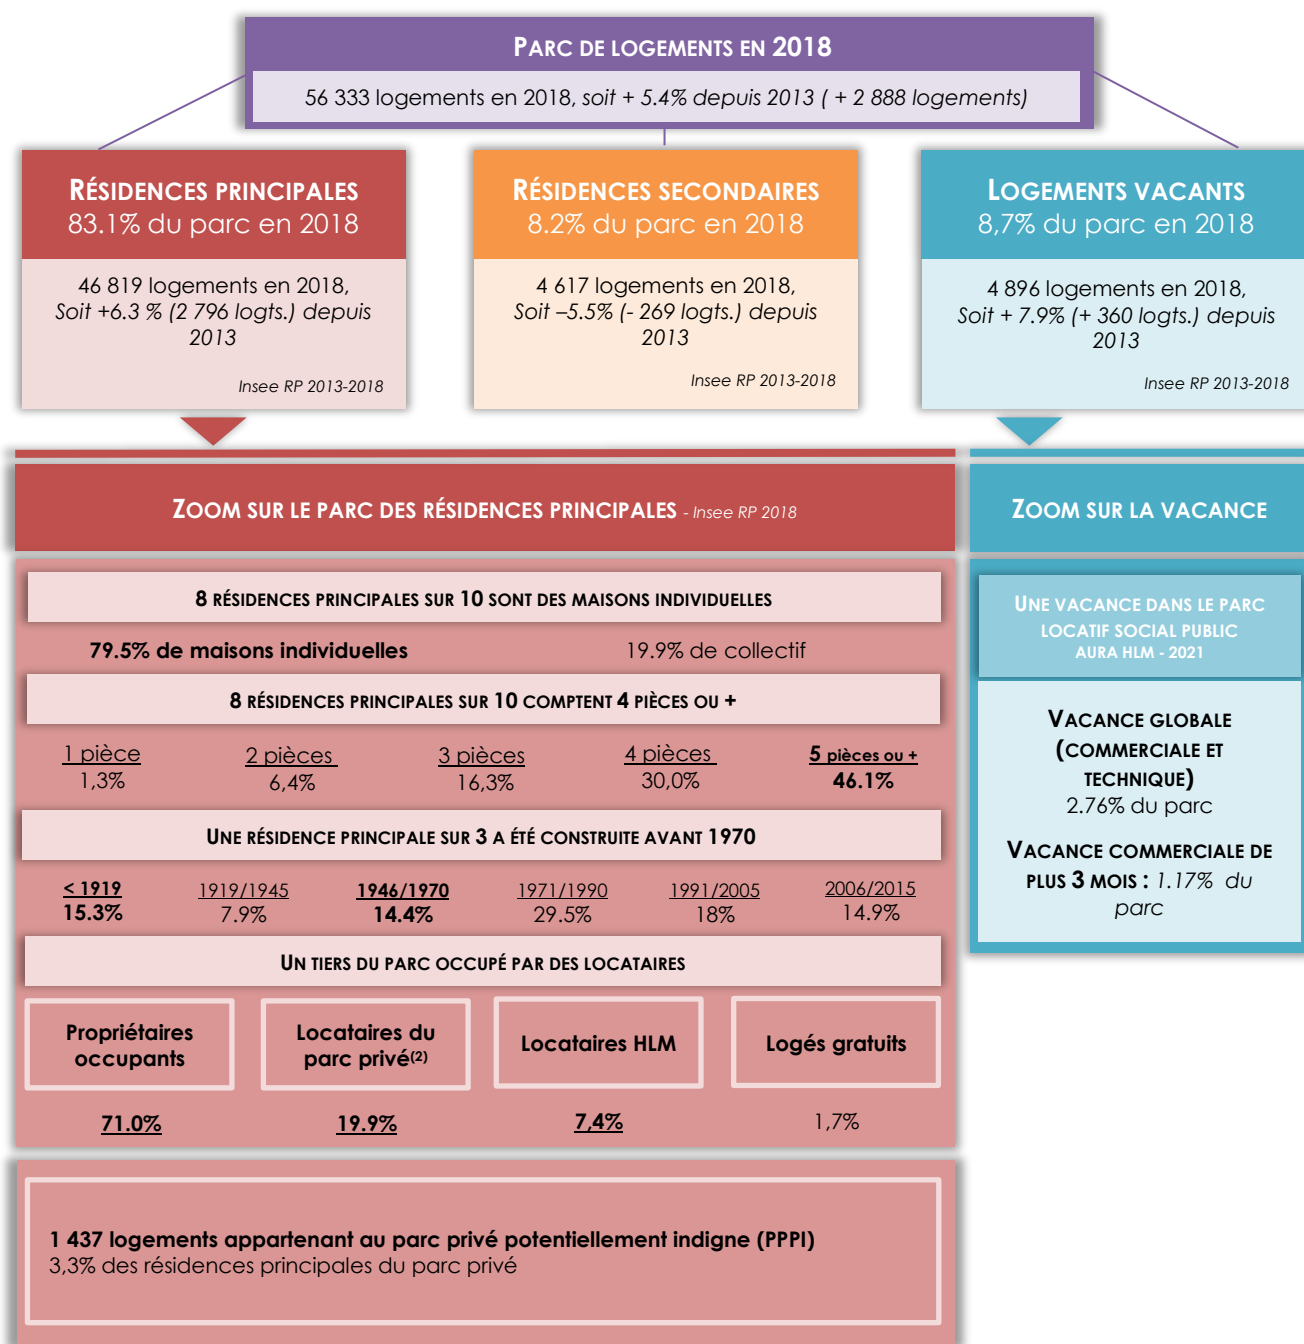 PARC DE LOGEMENTS EN 2018
56 333 logements en 2018, soit + 5.4% depuis 2013 ( + 2 888 logements)
RÉSIDENCES PRINCIPALES
83.1% du parc en 2018
46 819 logements en 2018,
Soit +6.3 % (2 796 logts.) depuis
2013
Insee RP 2013-2018
RÉSIDENCES SECONDAIRES
8.2% du parc en 2018
4 617 logements en 2018,
Soit –5.5% (- 269 logts.) depuis
2013
Insee RP 2013-2018
LOGEMENTS VACANTS
8,7% du parc en 2018
4 896 logements en 2018,
Soit + 7.9% (+ 360 logts.) depuis
2013
Insee RP 2013-2018
ZOOM SUR LE PARC DES RÉSIDENCES PRINCIPALES - Insee RP 2018
8 RÉSIDENCES PRINCIPALES SUR 10 SONT DES MAISONS INDIVIDUELLES
79.5% de maisons individuelles 19.9% de collectif
8 RÉSIDENCES PRINCIPALES SUR 10 COMPTENT 4 PIÈCES OU +
1 pièce 2 pièces 3 pièces 4 pièces 5 PIÈCES OU +
1,3% 6,4% 16,3% 30,0% 46.1%
UNE RÉSIDENCE PRINCIPALE SUR 3 A ÉTÉ CONSTRUITE AVANT 1970
< 1919 1919/1945 1946/1970 1971/1990 1991/2005 2006/2015
15.3% 7.9% 14.4% 29.5% 18% 14.9%
UN TIERS DU PARC OCCUPÉ PAR DES LOCATAIRES
Propriétaires
occupants
Locataires du
parc privé(2)
Locataires HLM
Logés gratuits
71.0% 19.9% 7,4% 1,7%
1 437 logements appartenant au parc privé potentiellement indigne (PPPI)
3,3% des résidences principales du parc privé
ZOOM SUR LA VACANCE
UNE VACANCE DANS LE PARC
LOCATIF SOCIAL PUBLIC
AURA HLM - 2021
VACANCE GLOBALE
(COMMERCIALE ET
TECHNIQUE)
2.76% du parc
VACANCE COMMERCIALE DE
PLUS 3 MOIS : 1.17% du
parc